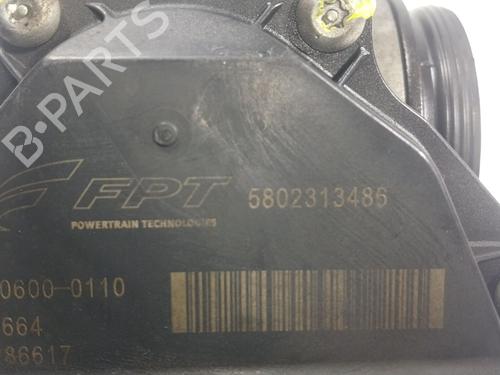 B-PARTS
FPT 5802313486
POWERTRAIN TECHNOLOGIES
0600-0110
664
86617